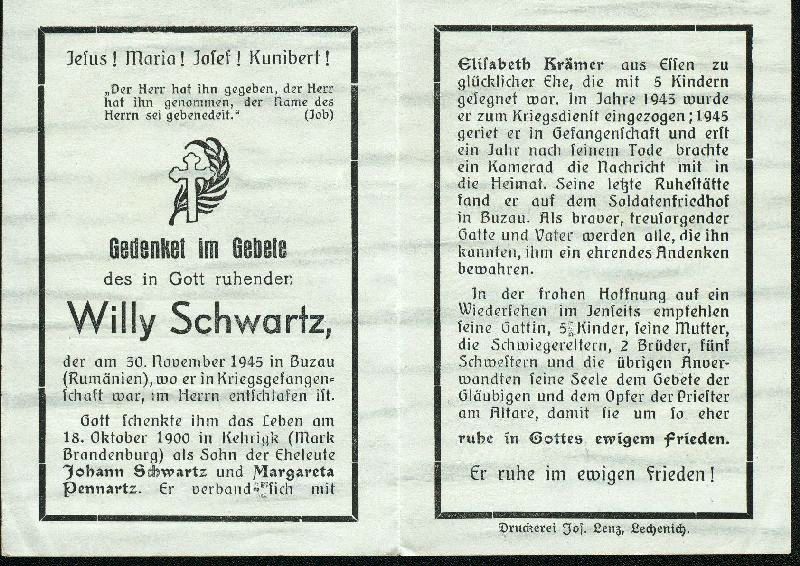 Jesus! Maria! Josef! Kunibert!
„Der Herr hat ihn gegeben, der Herr
hat ihn genommen, der Name des
Herrn sei gebenedeit.“ (Job)
Gedenket im Gebete
des in Gott ruhenden
Willy Schwartz,
der am 30. November 1945 in Buzau
(Rumänien), wo er in Kriegsgefangen-
schaft war, im Herrn entschlafen ist.
Gott schenkte ihm das Leben am
18. Oktober 1900 in Kehrigk (Mark
Brandenburg) als Sohn der Eheleute
Johann Schwartz und Margareta
Pennartz. Er verband sich mit
Elisabeth Krämer aus Essen zu
glücklicher Ehe, die mit 5 Kindern
gesegnet war. Im Jahre 1943 wurde
er zum Kriegsdienst eingezogen; 1945
geriet er in Gefangenschaft und erst
ein Jahr nach seinem Tode brachte
ein Kamerad die Nachricht mit in
die Heimat. Seine letzte Ruhestätte
fand er auf dem Soldatenfriedhof
in Buzau. Als braver, treusorgender
Gatte und Vater werden alle, die ihn
kannten, ihm ein ehrendes Andenken
bewahren.
In der frohen Hoffnung auf ein
Wiedersehen im Jenseits empfehlen
seine Gattin, 5 Kinder, seine Mutter,
die Schwiegereltern, 2 Brüder, fünf
Schwestern und die übrigen Anver-
wandten seine Seele dem Gebete der
Gläubigen und dem Opfer der Priester
am Altare, damit sie um so eher
ruhe in Gottes ewigem Frieden.
Er ruhe im ewigen Frieden!
Druckerei Jos. Lenz, Lechenich.